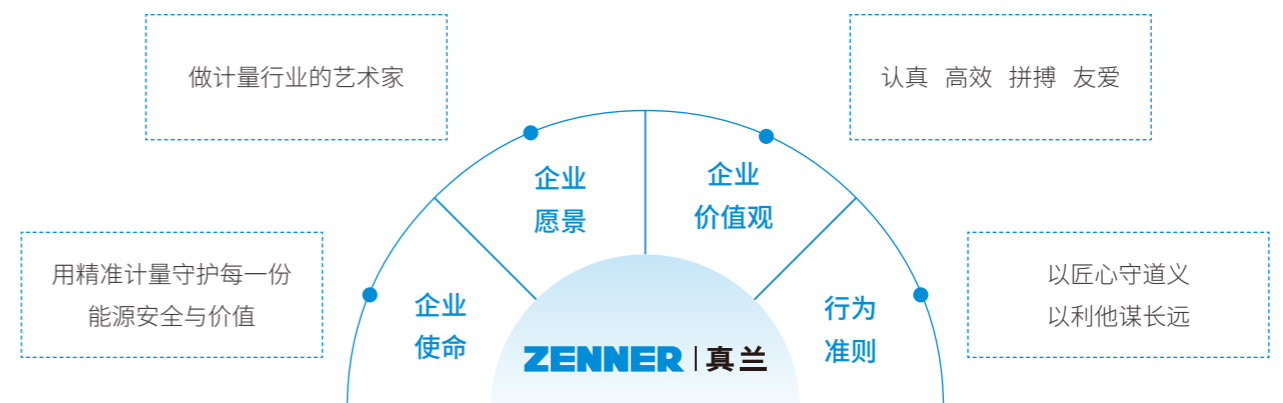 做计量行业的艺术家
认真 高效 拼搏 友爱
企业
愿景
企业
价值观
用精准计量守护每一份
能源安全与价值
企业
使命
行为
准则
以匠心守道义
以利他谋长远
ZENNER | 真兰